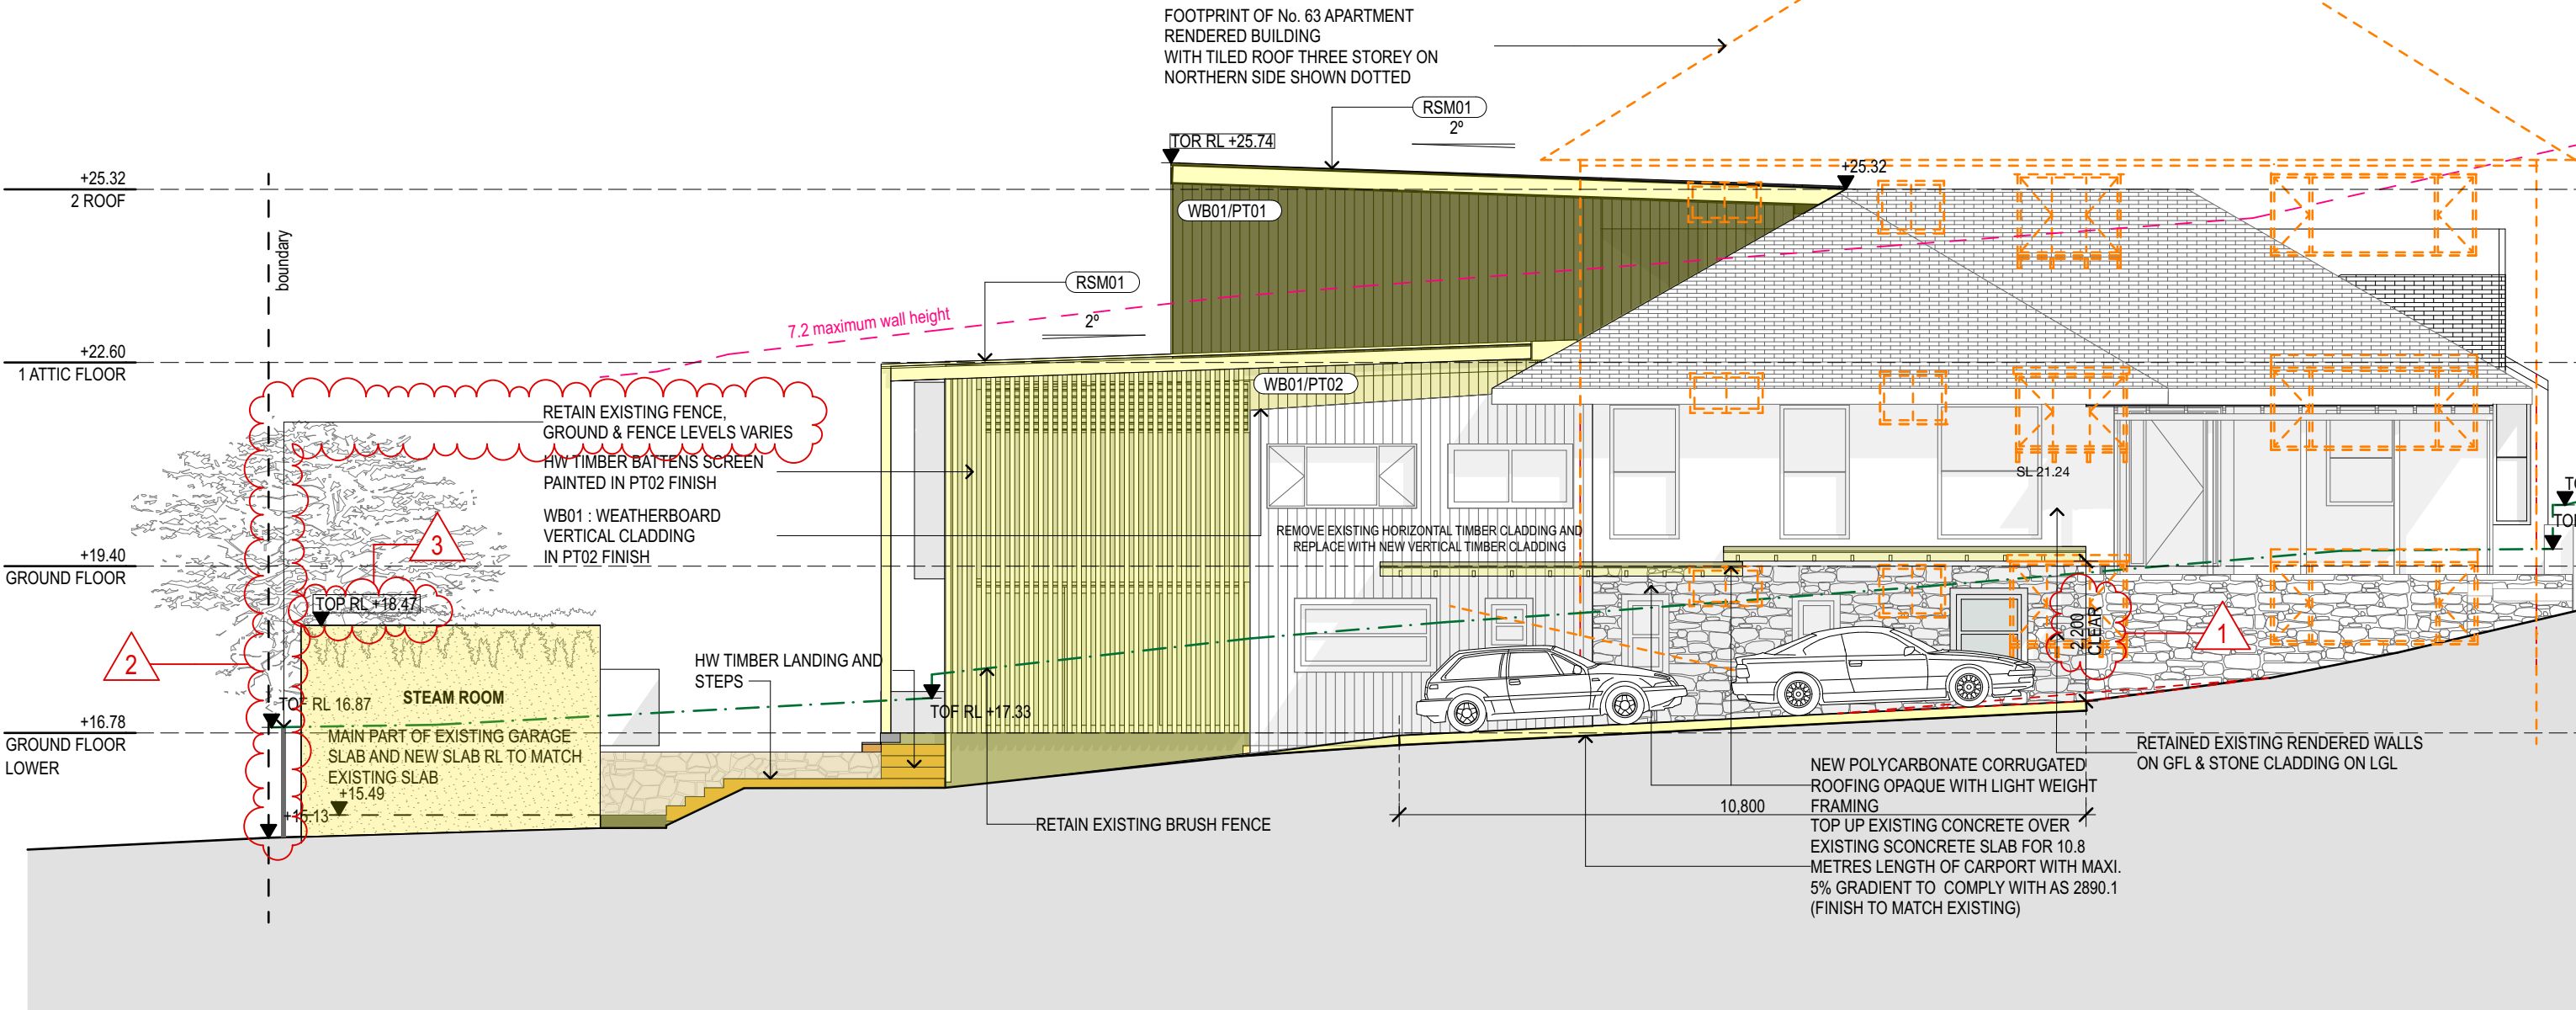 FOOTPRINT OF No. 63 APARTMENT
RENDERED BUILDING
WITH TILED ROOF THREE STOREY ON
NORTHERN SIDE SHOWN DOTTED
RSM01
2º
TOR RL +25.74
+25.32
+25.32
2 ROOF
WB01/PT01
boundary
RSM01
2º
7.2 maximum wall height
+22.60
1 ATTIC FLOOR
WB01/PT02
RETAIN EXISTING FENCE,
GROUND & FENCE LEVELS VARIES
HW TIMBER BATTENS SCREEN
PAINTED IN PT02 FINISH
WB01 : WEATHERBOARD
VERTICAL CLADDING
IN PT02 FINISH
SL 21.24
REMOVE EXISTING HORIZONTAL TIMBER CLADDING AND
REPLACE WITH NEW VERTICAL TIMBER CLADDING
3
+19.40
GROUND FLOOR
TOP RL +18.47
2
1
2,200
CLEAR
HW TIMBER LANDING AND
STEPS
STEAM ROOM
TOF RL 16.87
TOF RL +17.33
+16.78
GROUND FLOOR
LOWER
MAIN PART OF EXISTING GARAGE
SLAB AND NEW SLAB RL TO MATCH
EXISTING SLAB
+15.49
+15.13
RETAIN EXISTING BRUSH FENCE
RETAINED EXISTING RENDERED WALLS
ON GFL & STONE CLADDING ON LGL
10,800
NEW POLYCARBONATE CORRUGATED
ROOFING OPAQUE WITH LIGHT WEIGHT
FRAMING
TOP UP EXISTING CONCRETE OVER
EXISTING SCONCRETE SLAB FOR 10.8
METRES LENGTH OF CARPORT WITH MAXI.
5% GRADIENT TO COMPLY WITH AS 2890.1
(FINISH TO MATCH EXISTING)